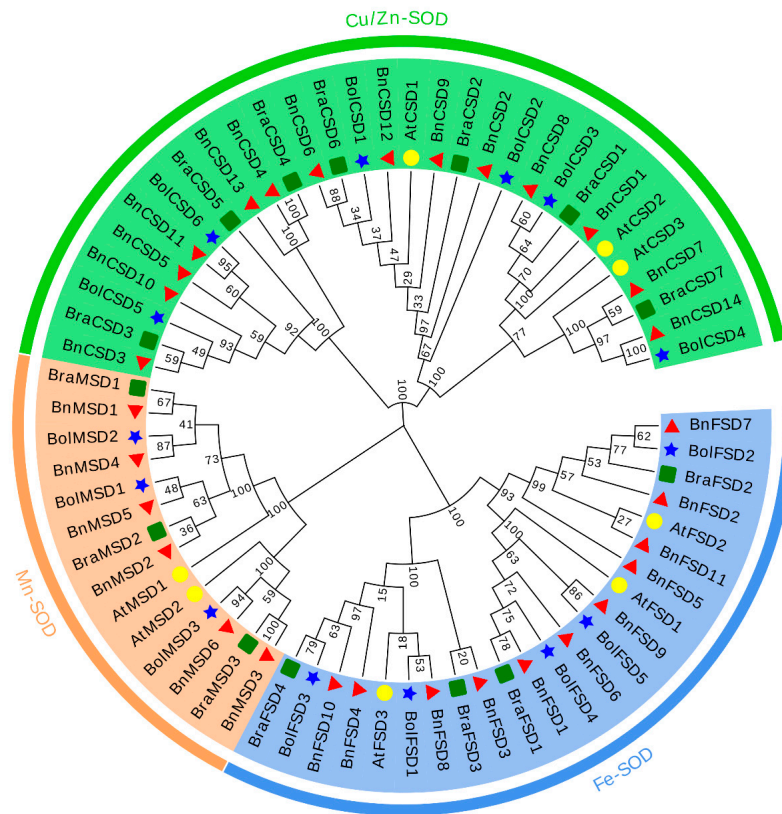 Cu/Zn-SOD
BnCSD3
BraCSD3
BolCSD5
BnCSD10
BnCSD5
BnCSD11
BolCSD6
BraCSD5
BnCSD13
BnCSD4
BraCSD4
BnCSD6
BraCSD6
BolCSD1
BnCSD12
AtCSD1
BnCSD9
BraCSD2
BnCSD2
BolCSD2
BnCSD8
BolCSD3
BraCSD1
BnCSD1
AtCSD2
AtCSD3
BnCSD7
BraCSD7
BnCSD14
BolCSD4
BnFSD7
BolFSD2
BraFSD2
BnFSD2
AtFSD2
BnFSD11
BnFSD5
AtFSD1
BnFSD9
BolFSD5
BnFSD6
BolFSD4
BnFSD1
BraFSD1
BnFSD3
BraFSD3
BnFSD8
BolFSD1
AtFSD3
BnFSD4
BnFSD10
BolFSD3
BraFSD4
Fe-SOD
BnMSD3
BraMSD3
BnMSD6
BolMSD3
AtMSD2
AtMSD1
BnMSD2
BraMSD2
BnMSD5
BolMSD1
BnMSD4
BolMSD2
BnMSD1
BraMSD1
Mn-SOD
59
49
93
59
60
95
92
100
100
100
88
34
37
47
29
33
97
67
100
60
64
70
100
77
100
59
97
100
100
62
77
53
57
27
99
93
100
63
86
72
75
78
100
20
100
53
18
15
97
63
79
100
59
94
100
100
100
73
41
67
87
63
48
36